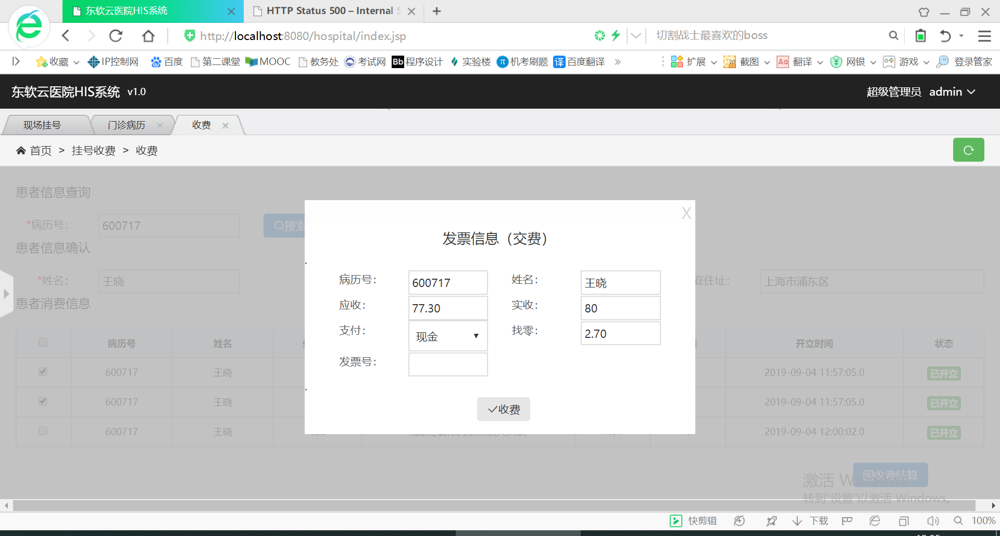 东软云医院HIS系统
HTTP Status 500 – Internal
http://localhost:8080/hospital/index.jsp
切割战士最喜欢的boss
收藏 IP控制网 百度 第二课堂 MOOC 教务处 考试网 Bb 程序设计 实验楼 机考刷题 译 百度翻译 » 扩展 截图 Aa 翻译 网银 游戏 登录管家
东软云医院HIS系统 v1.0 超级管理员 admin
现场挂号 门诊病历 收费
首页 > 挂号收费 > 收费
患者信息查询
*病历号： 600717 搜索
患者信息确认
*姓名： 王晓 庭住址： 上海市浦东区
患者消费信息
病历号 姓名 开立时间 状态
600717 王晓 2019-09-04 11:57:05.0 已开立
600717 王晓 2019-09-04 11:57:05.0 已开立
600717 王晓 2019-09-04 12:00:02.0 已开立
收费结算
X
发票信息（交费）
病历号： 600717 姓名： 王晓
应收： 77.30 实收： 80
支付： 现金 找零： 2.70
发票号：
收费
激活 Windows
转到"设置"以激活 Windows。
快剪辑 下载 100%